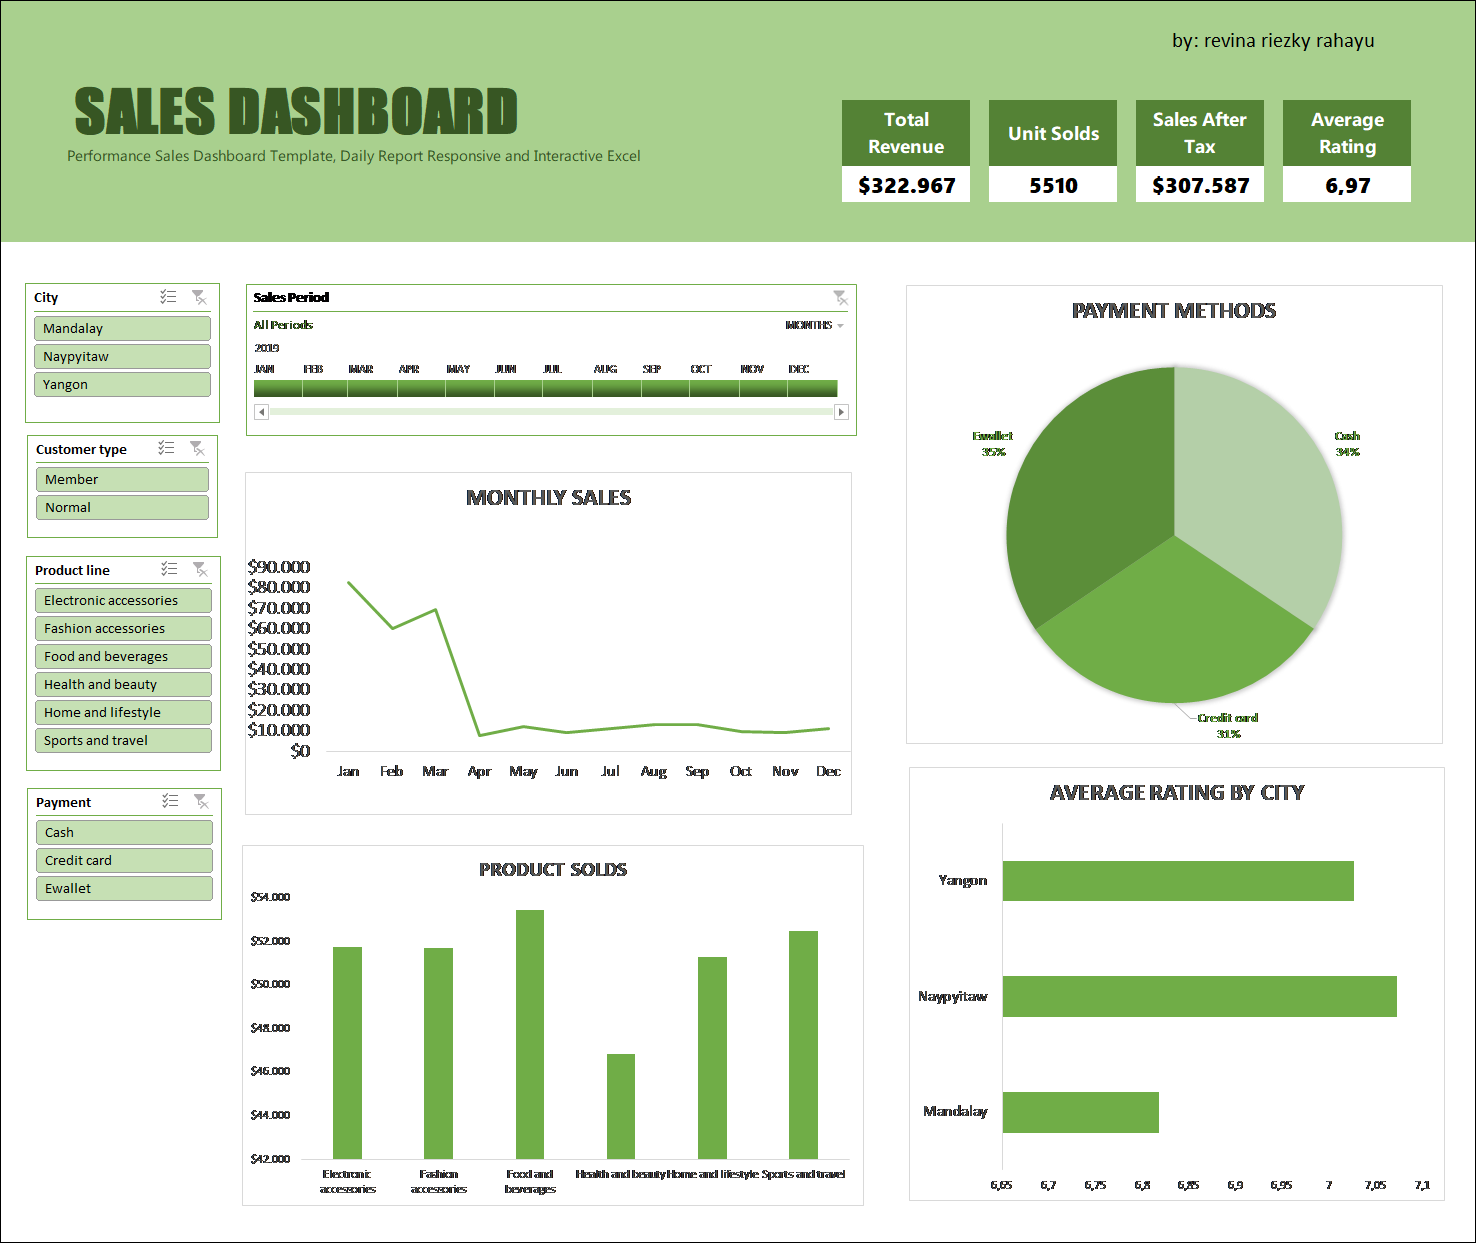 by: revina riezky rahayu
SALES DASHBOARD
Performance Sales Dashboard Template, Daily Report Responsive and Interactive Excel
Total
Revenue
$322.967
Unit Solds
5510
Sales After
Tax
$307.587
Average
Rating
6,97
City
Mandalay
Naypyitaw
Yangon
Customer type
Member
Normal
Product line
Electronic accessories
Fashion accessories
Food and beverages
Health and beauty
Home and lifestyle
Sports and travel
Payment
Cash
Credit card
Ewallet
Sales Period
All Periods
MONTHS
2019
JAN FEB MAR APR MAY JUN JUL AUG SEP OCT NOV DEC
MONTHLY SALES
$90.000
$80.000
$70.000
$60.000
$50.000
$40.000
$30.000
$20.000
$10.000
$0
Jan Feb Mar Apr May Jun Jul Aug Sep Oct Nov Dec
PRODUCT SOLDS
$54.000
$52.000
$50.000
$48.000
$46.000
$44.000
$42.000
Electronic
accessories
Fashion
accessories
Food and
beverages
Health and beauty
Home and lifestyle
Sports and travel
PAYMENT METHODS
Ewallet
35%
Cash
34%
Credit card
31%
AVERAGE RATING BY CITY
Yangon
Naypyitaw
Mandalay
6,65 6,7 6,75 6,8 6,85 6,9 6,95 7 7,05 7,1